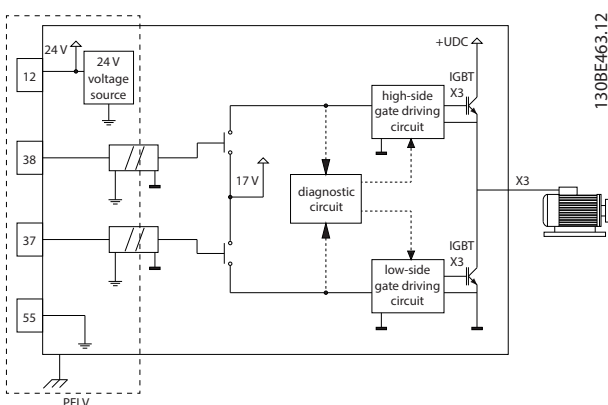 130BE463.12
24 V
12
24 V
voltage
source
+UDC
IGBT
X3
high-side
gate driving
circuit
38
17 V
diagnostic
circuit
X3
37
IGBT
X3
low-side
gate driving
circuit
55
PELV